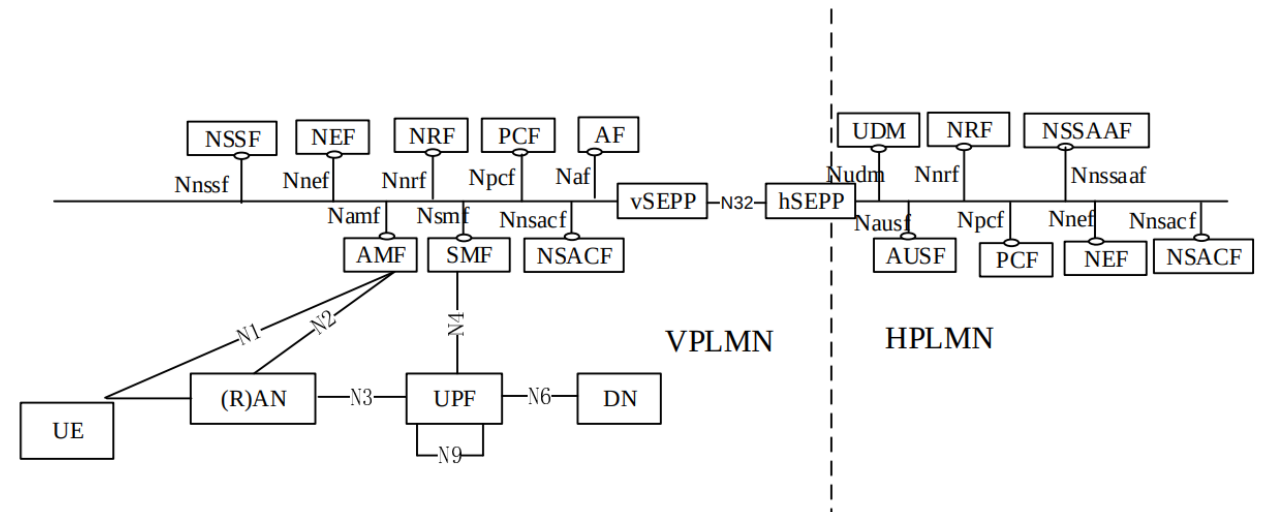 NSSF
NEF
NRF
PCF
AF
UDM
NRF
NSSAAF
Nnssf
Nnef
Nnrf
Npcf
Naf
Nudm
Nnrf
Nnssaaf
vSEPP
N32
hSEPP
Namf
Nsmf
Nnsacf
Nausf
Npcf
Nnef
Nnsacf
AMF
SMF
NSACF
AUSF
PCF
NEF
NSACF
N1
N2
N4
VPLMN
HPLMN
(R)AN
N3
UPF
N6
DN
UE
N9